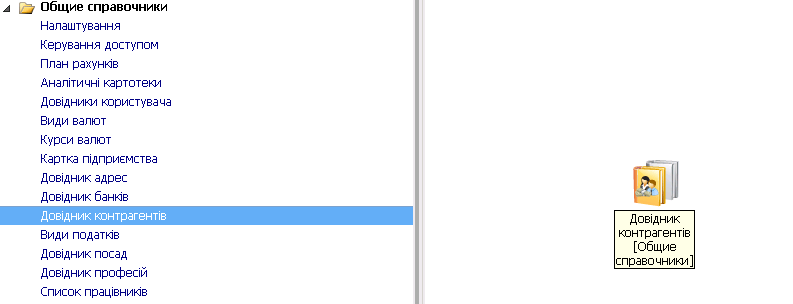 Общие справочники
Налаштування
Керування доступом
План рахунків
Аналітичні картотеки
Довідники користувача
Види валют
Курси валют
Картка підприємства
Довідник адрес
Довідник банків
Довідник контрагентів
Види податків
Довідник посад
Довідник професій
Список працівників
Довідник
контрагентів
[Общие
справочники]